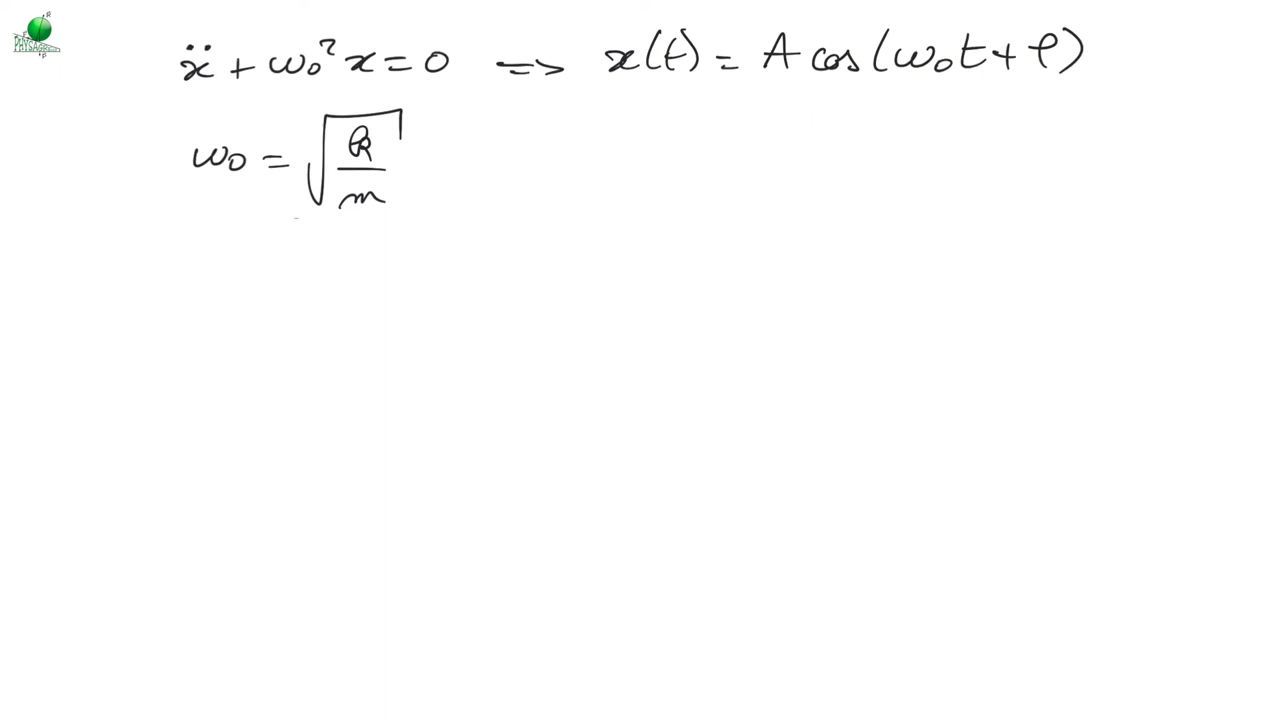 ẍ + ω₀²x = 0 ⟹ x(t) = A cos(ω₀t + φ)
ω₀ = √(k/m)